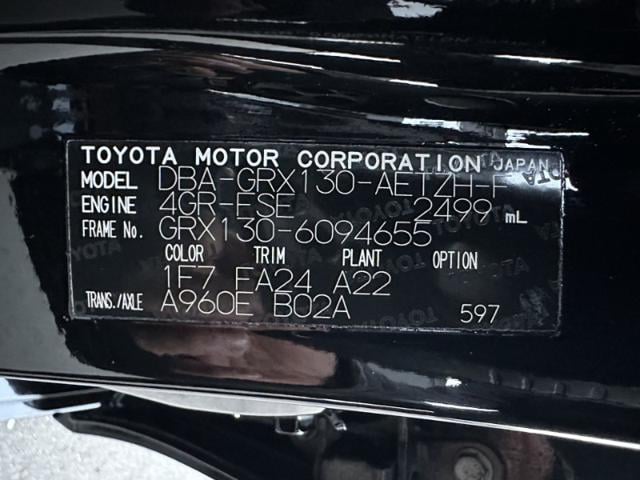 TOYOTA MOTOR CORPORATION JAPAN
MODEL DBA-GRX130-AETZH-F
ENGINE 4GR-FSE 2499 mL
FRAME No. GRX130-6094655
COLOR TRIM PLANT OPTION
1F7 FA24 A22
TRANS./AXLE A960E B02A 597